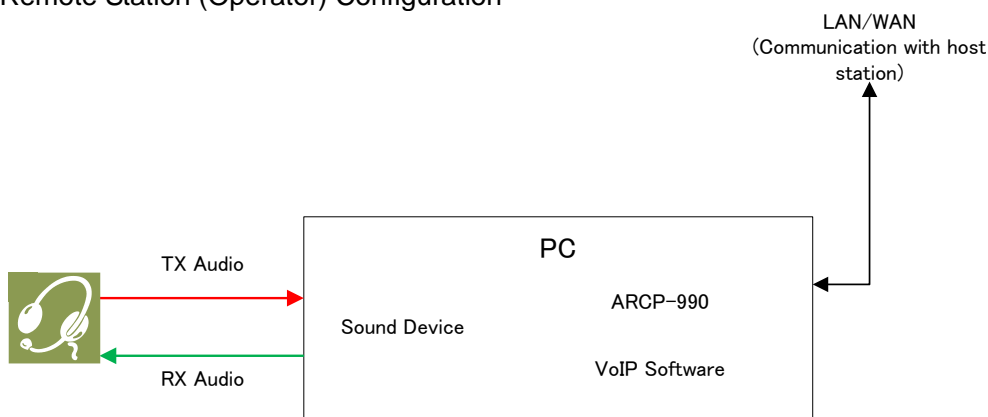 Remote Station (Operator) Configuration
LAN/WAN
(Communication with host
station)
PC
TX Audio
ARCP-990
Sound Device
VoIP Software
RX Audio